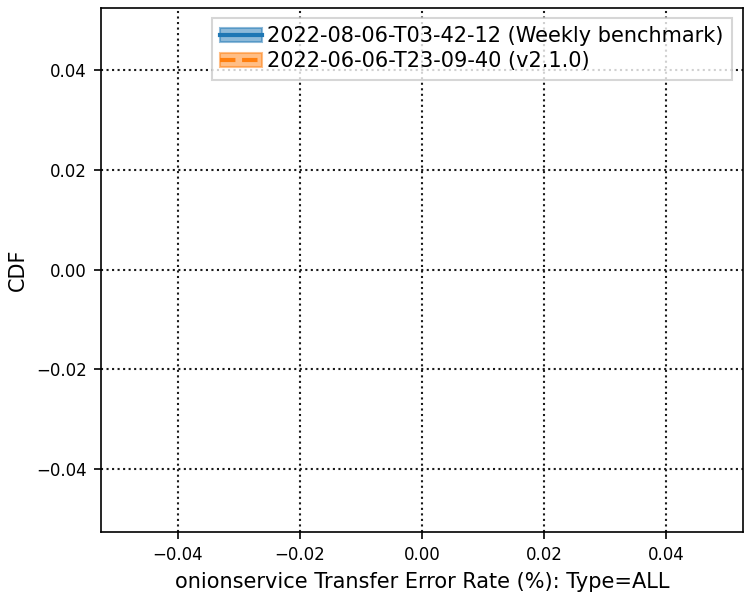 2022-08-06-T03-42-12 (Weekly benchmark)
2022-06-06-T23-09-40 (v2.1.0)
0.04
0.02
0.00
−0.02
−0.04
CDF
−0.04 −0.02 0.00 0.02 0.04
onionservice Transfer Error Rate (%): Type=ALL